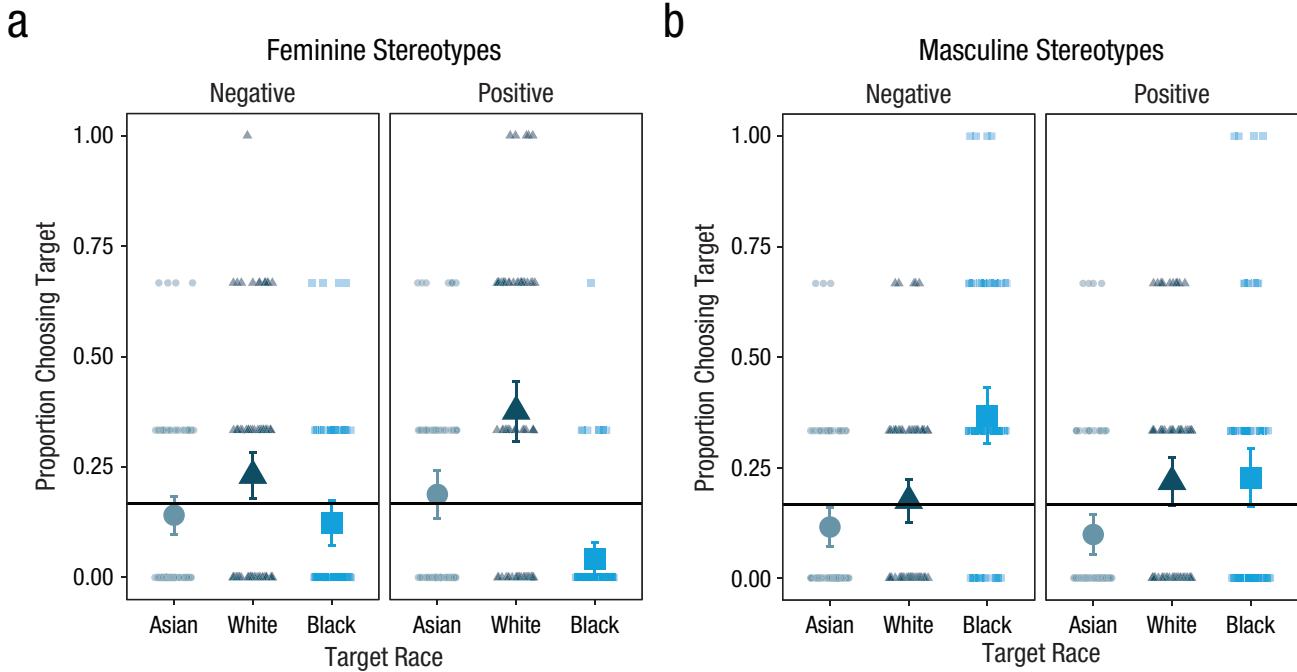 a
Feminine Stereotypes
Negative
Positive
Proportion Choosing Target
1.00
0.75
0.50
0.25
0.00
Asian
White
Black
Asian
White
Black
Target Race
b
Masculine Stereotypes
Negative
Positive
Proportion Choosing Target
1.00
0.75
0.50
0.25
0.00
Asian
White
Black
Asian
White
Black
Target Race